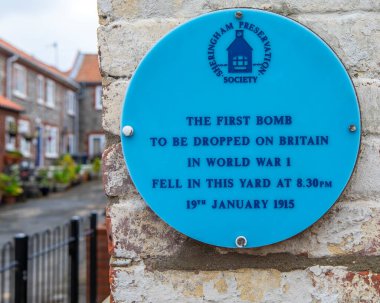 SHERINGHAM PRESERVATION
SOCIETY
THE FIRST BOMB
TO BE DROPPED ON BRITAIN
IN WORLD WAR I
FELL IN THIS YARD AT 8.30PM
19TH JANUARY 1915